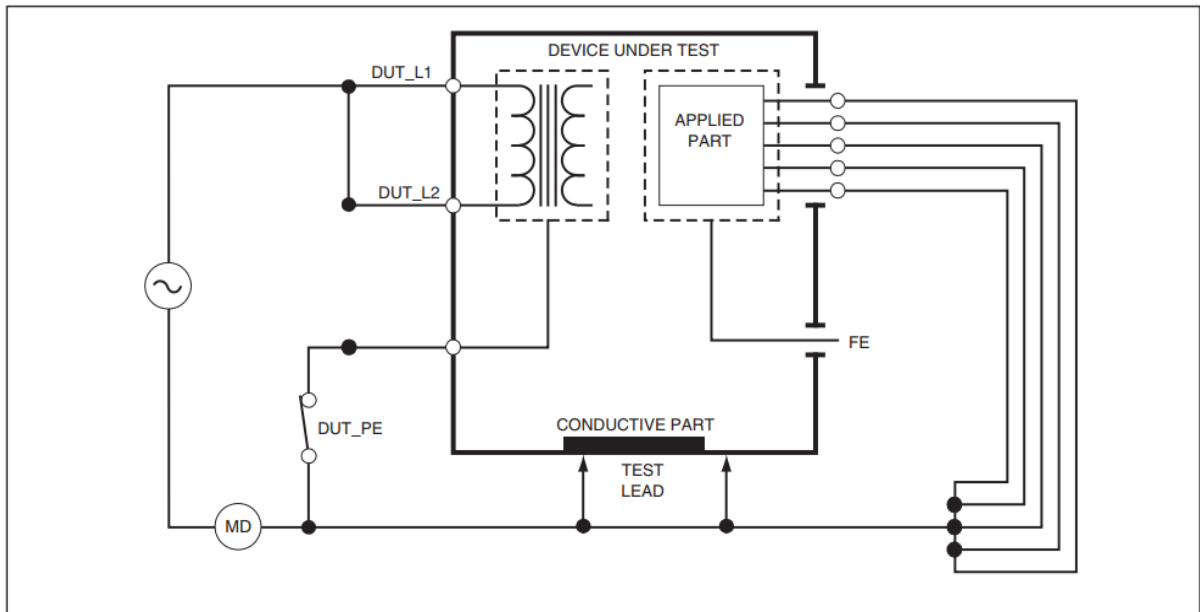 DEVICE UNDER TEST
DUT_L1
APPLIED
PART
DUT_L2
FE
DUT_PE
CONDUCTIVE PART
TEST
LEAD
MD